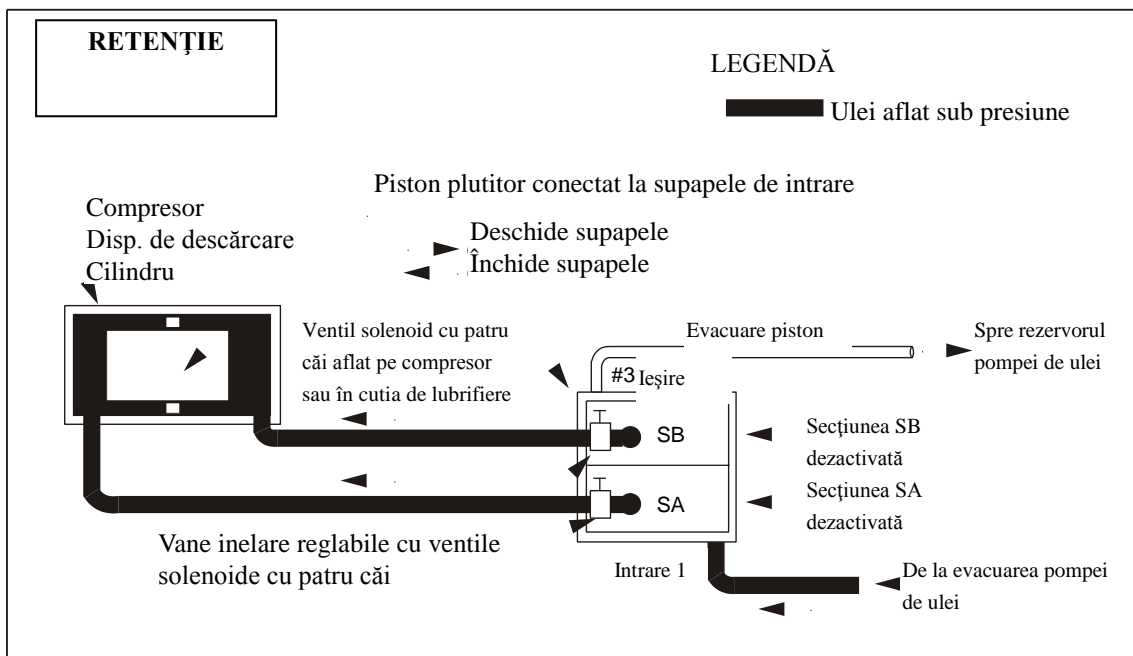 RETENŢIE
LEGENDĂ
Ulei aflat sub presiune
Piston plutitor conectat la supapele de intrare
Deschide supapele
Închide supapele
Compresor
Disp. de descărcare
Cilindru
Ventil solenoid cu patru
căi aflat pe compresor
sau în cutia de lubrifiere
Evacuare piston
Spre rezervorul
pompei de ulei
#3 Ieşire
SB
Secţiunea SB
dezactivată
SA
Secţiunea SA
dezactivată
Vane inelare reglabile cu ventile
solenoide cu patru căi
Intrare 1
De la evacuarea pompei
de ulei